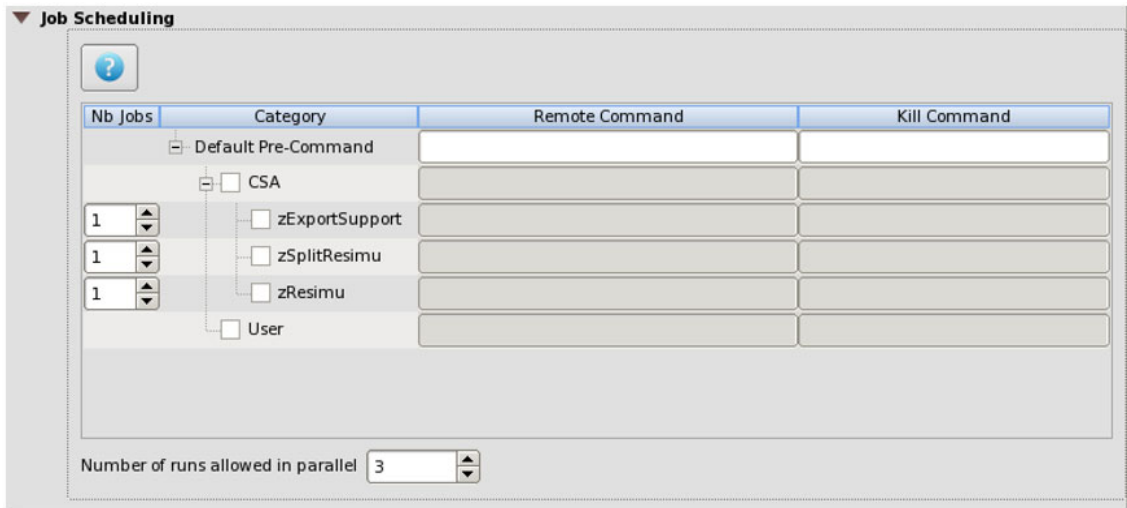 Job Scheduling
?
Nb Jobs Category Remote Command Kill Command
Default Pre-Command
CSA
1 zExportSupport
1 zSplitResimu
1 zResimu
User
Number of runs allowed in parallel 3